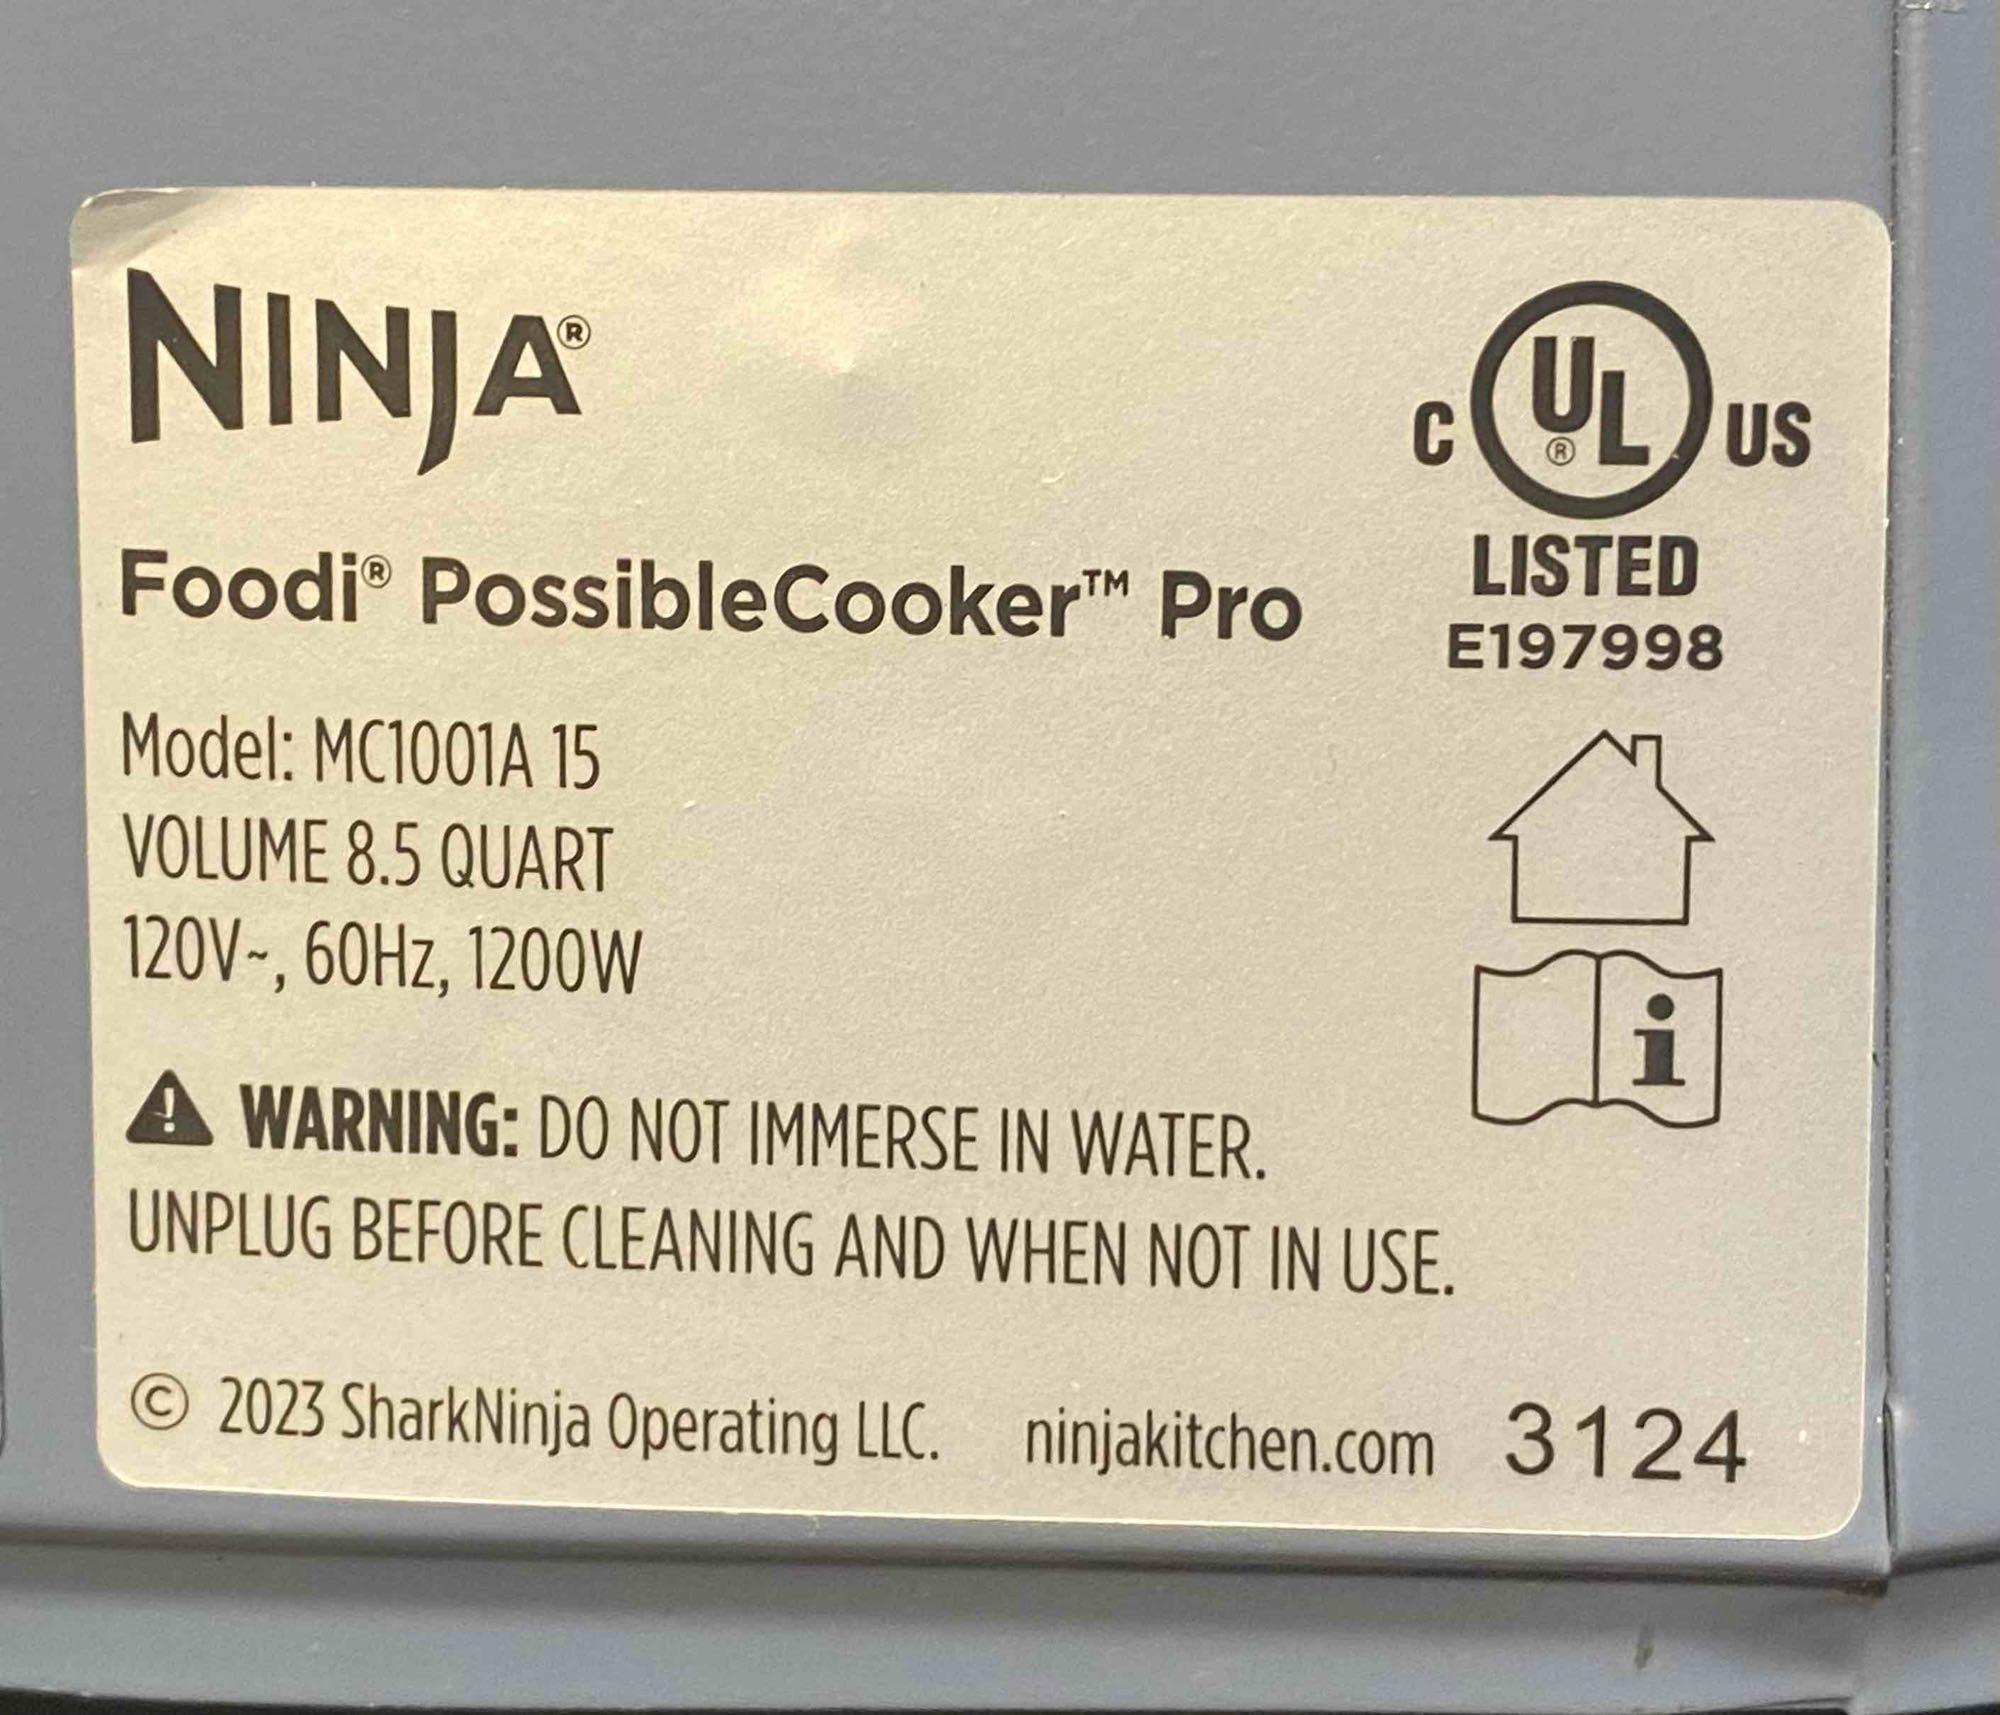 NINJA®
Foodi® PossibleCooker™ Pro
Model: MC1001A 15
VOLUME 8.5 QUART
120V~, 60Hz, 1200W
⚠ WARNING: DO NOT IMMERSE IN WATER.
UNPLUG BEFORE CLEANING AND WHEN NOT IN USE.
© 2023 SharkNinja Operating LLC. ninjakitchen.com 3124
C UL® US
LISTED
E197998
i